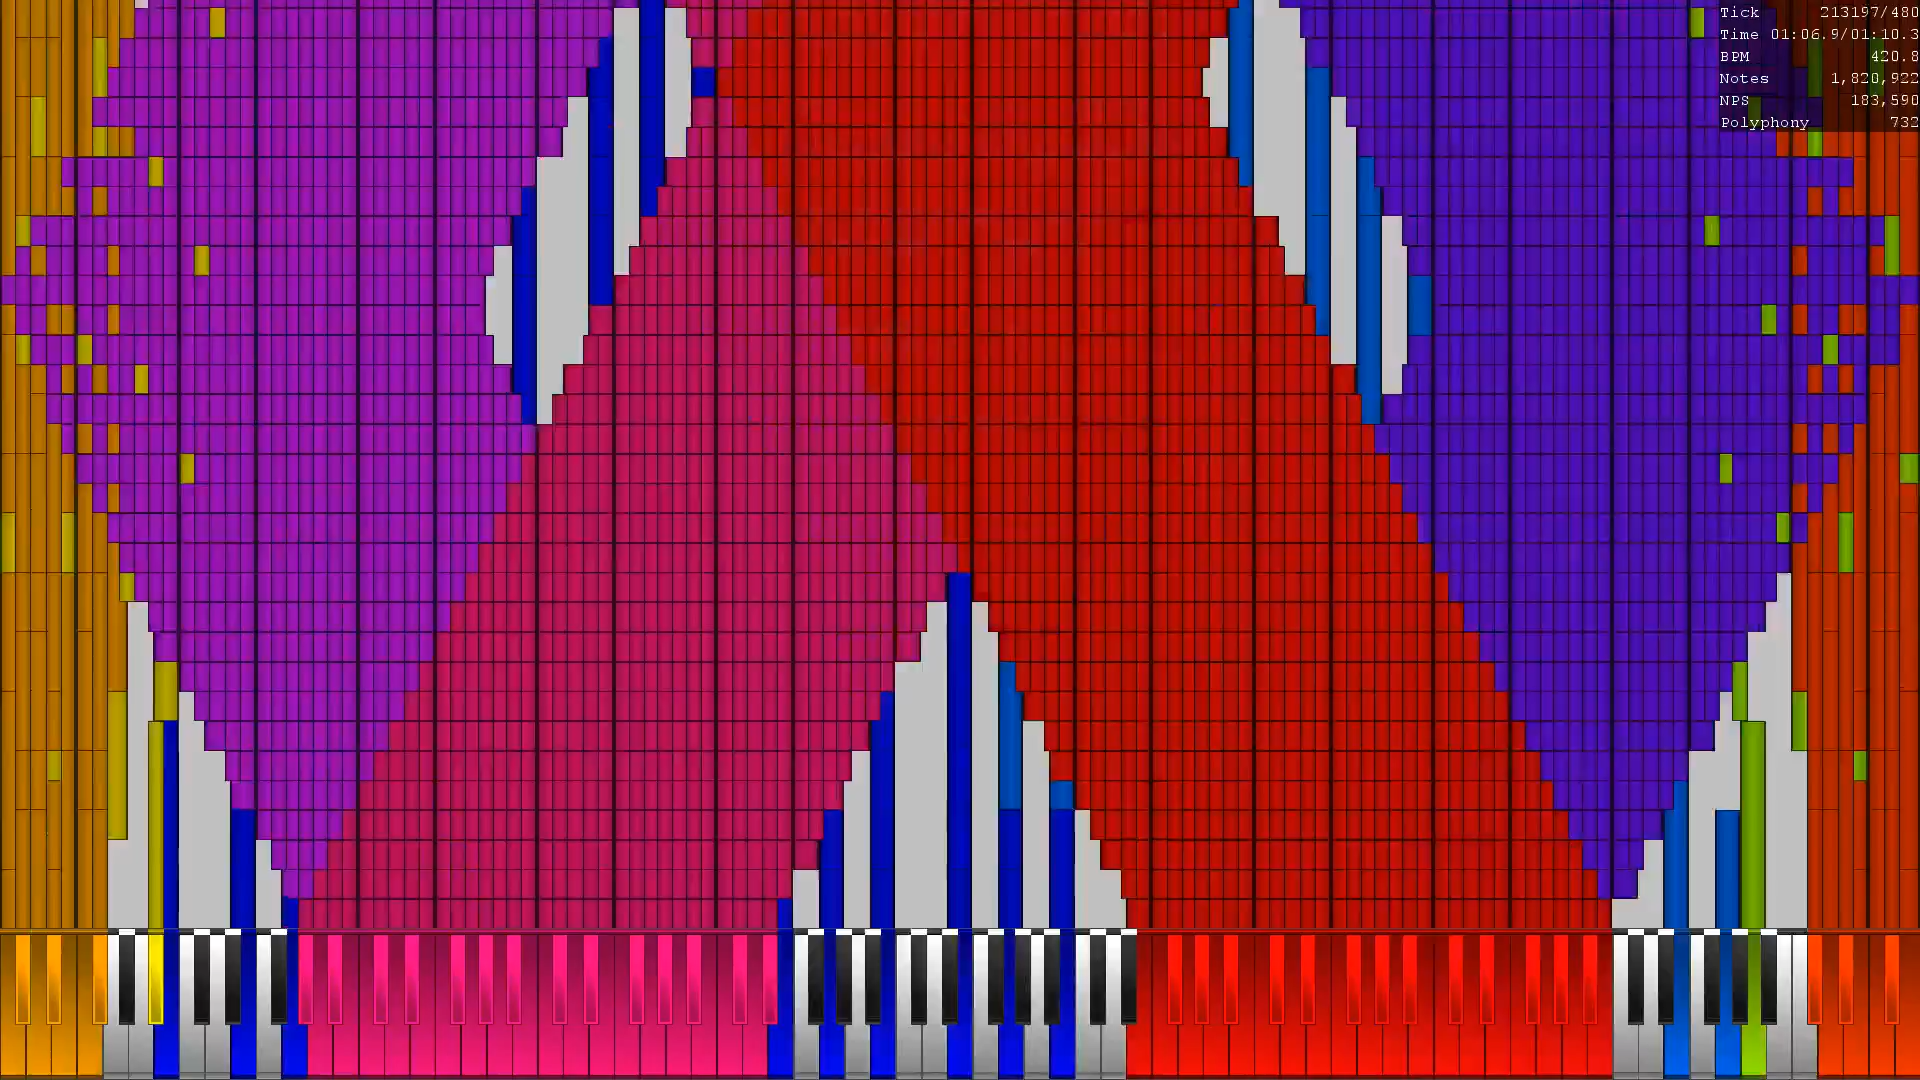 Tick 213197/480
Time 01:06.9/01:10.3
BPM 420.8
Notes 1,820,922
NPS 183,590
Polyphony 732